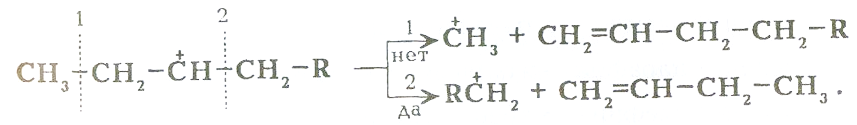 1 2
CH₃–CH₂–C⁺H–CH₂–R
1 нет C⁺H₃ + CH₂=CH–CH₂–CH₂–R
2 да RC⁺H₂ + CH₂=CH–CH₂–CH₃.